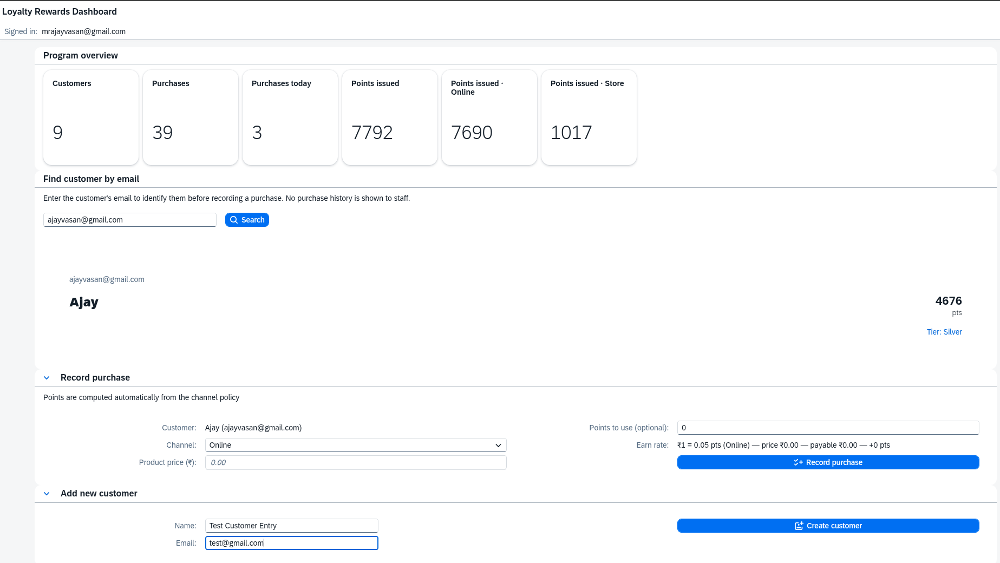 Loyalty Rewards Dashboard
Signed in: mrajayvasan@gmail.com
Program overview
Customers
9
Purchases
39
Purchases today
3
Points issued
7792
Points issued ·
Online
7690
Points issued · Store
1017
Find customer by email
Enter the customer's email to identify them before recording a purchase. No purchase history is shown to staff.
ajayvasan@gmail.com
Search
ajayvasan@gmail.com
Ajay
4676
pts
Tier: Silver
Record purchase
Points are computed automatically from the channel policy
Customer: Ajay (ajayvasan@gmail.com)
Channel: Online
Product price (₹): 0.00
Points to use (optional): 0
Earn rate: ₹1 = 0.05 pts (Online) — price ₹0.00 — payable ₹0.00 — +0 pts
Record purchase
Add new customer
Name: Test Customer Entry
Email: test@gmail.com
Create customer